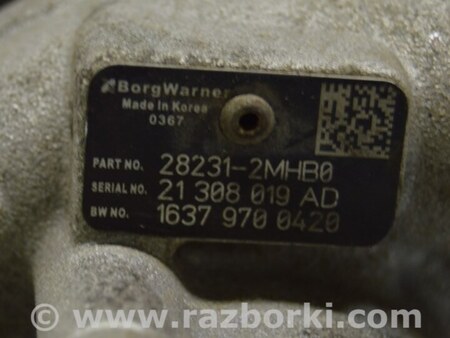 BorgWarner
Made in Korea
0367
PART NO. 28231-2MHB0
SERIAL NO. 21 308 019 AD
BW NO. 1637 970 0420
© www.razborki.com